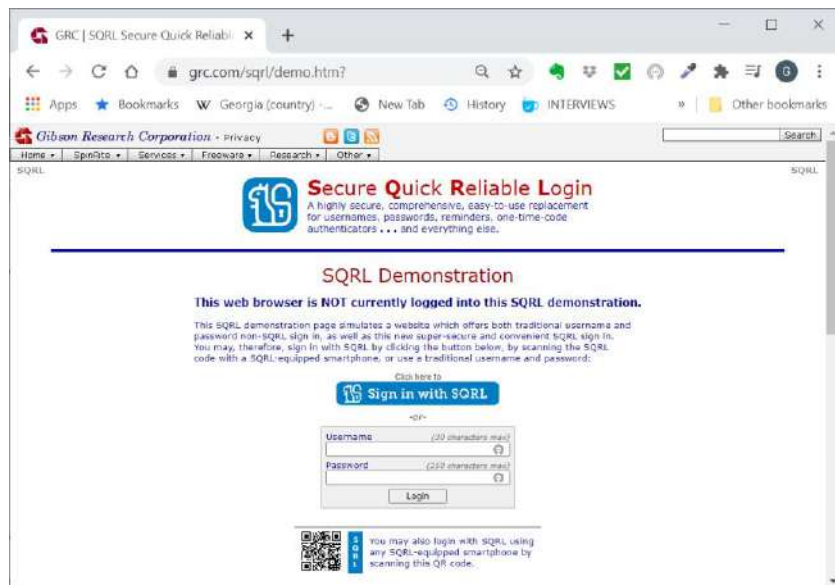 GRC | SQRL Secure Quick Reliabl
grc.com/sqrl/demo.htm?
G
Apps Bookmarks W Georgia (country) -... New Tab History INTERVIEWS » Other bookmarks
Gibson Research Corporation - Privacy Search
Home SpinRite Services Freeware Research Other
SQRL SQRL
Secure Quick Reliable Login
A highly secure, comprehensive, easy-to-use replacement
for usernames, passwords, reminders, one-time-code
authenticators . . . and everything else.
SQRL Demonstration
This web browser is NOT currently logged into this SQRL demonstration.
This SQRL demonstration page simulates a website which offers both traditional username and
password non-SQRL sign in, as well as this new super-secure and convenient SQRL sign in.
You may, therefore, sign in with SQRL by clicking the button below, by scanning the SQRL
code with a SQRL-equipped smartphone, or use a traditional username and password:
Click here to
Sign in with SQRL
-or-
Username (20 characters max)
Password (250 characters max)
Login
SQRL
You may also login with SQRL using
any SQRL-equipped smartphone by
scanning this QR code.